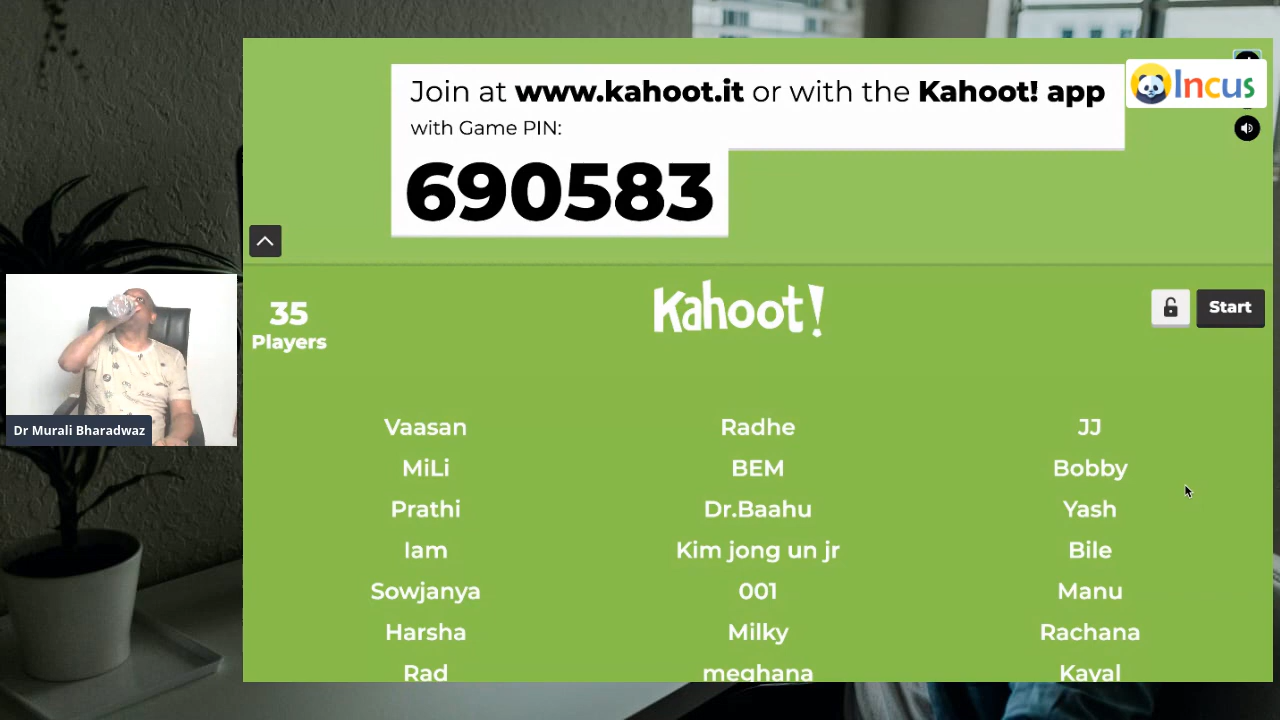 Join at www.kahoot.it or with the Kahoot! app
with Game PIN:
690583
Incus
35
Players
Kahoot!
Start
Dr Murali Bharadwaz
Vaasan Radhe JJ
MiLi BEM Bobby
Prathi Dr.Baahu Yash
Iam Kim jong un jr Bile
Sowjanya 001 Manu
Harsha Milky Rachana
Rad meghana Kayal